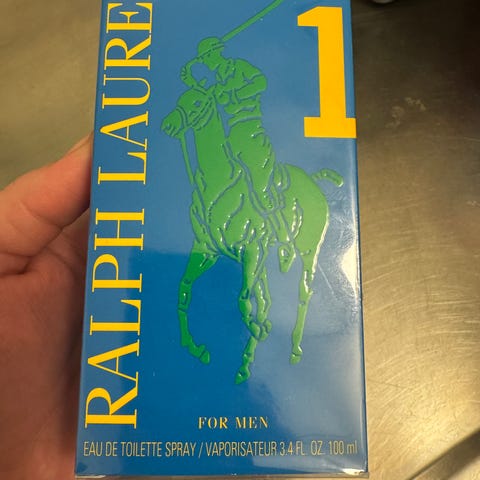 RALPH LAURE
1
FOR MEN
EAU DE TOILETTE SPRAY / VAPORISATEUR 3.4 FL. OZ. 100 ml